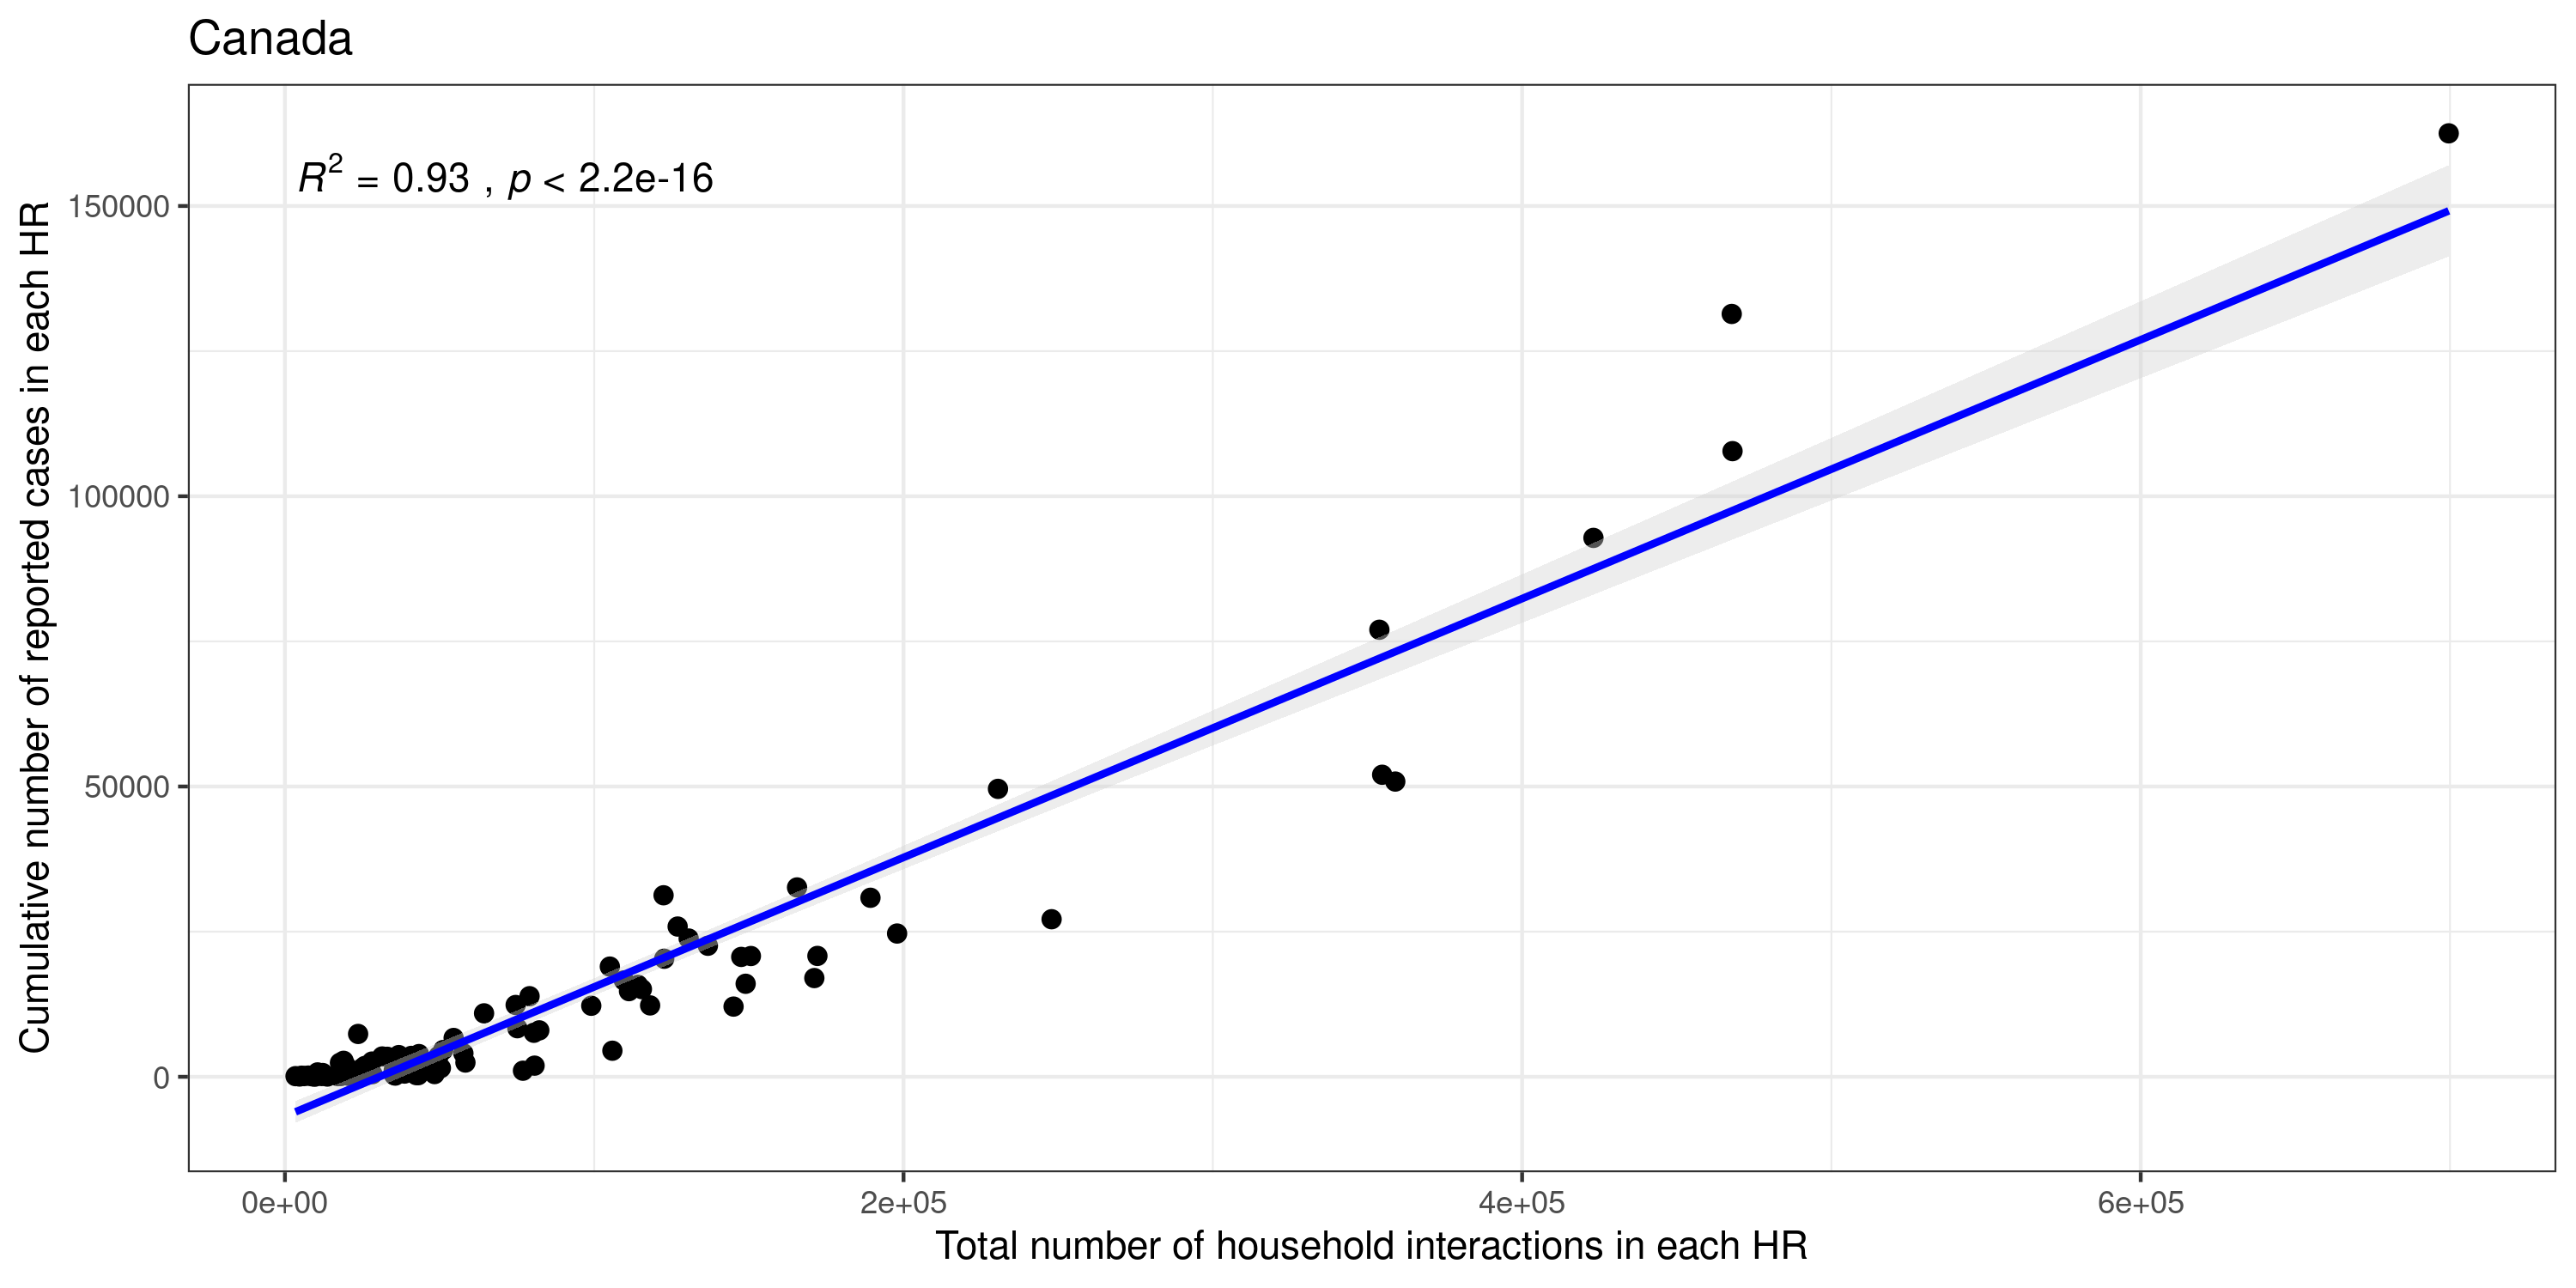 Canada
R² = 0.93 , p < 2.2e-16
Cumulative number of reported cases in each HR
150000
100000
50000
0
0e+00 2e+05 4e+05 6e+05
Total number of household interactions in each HR